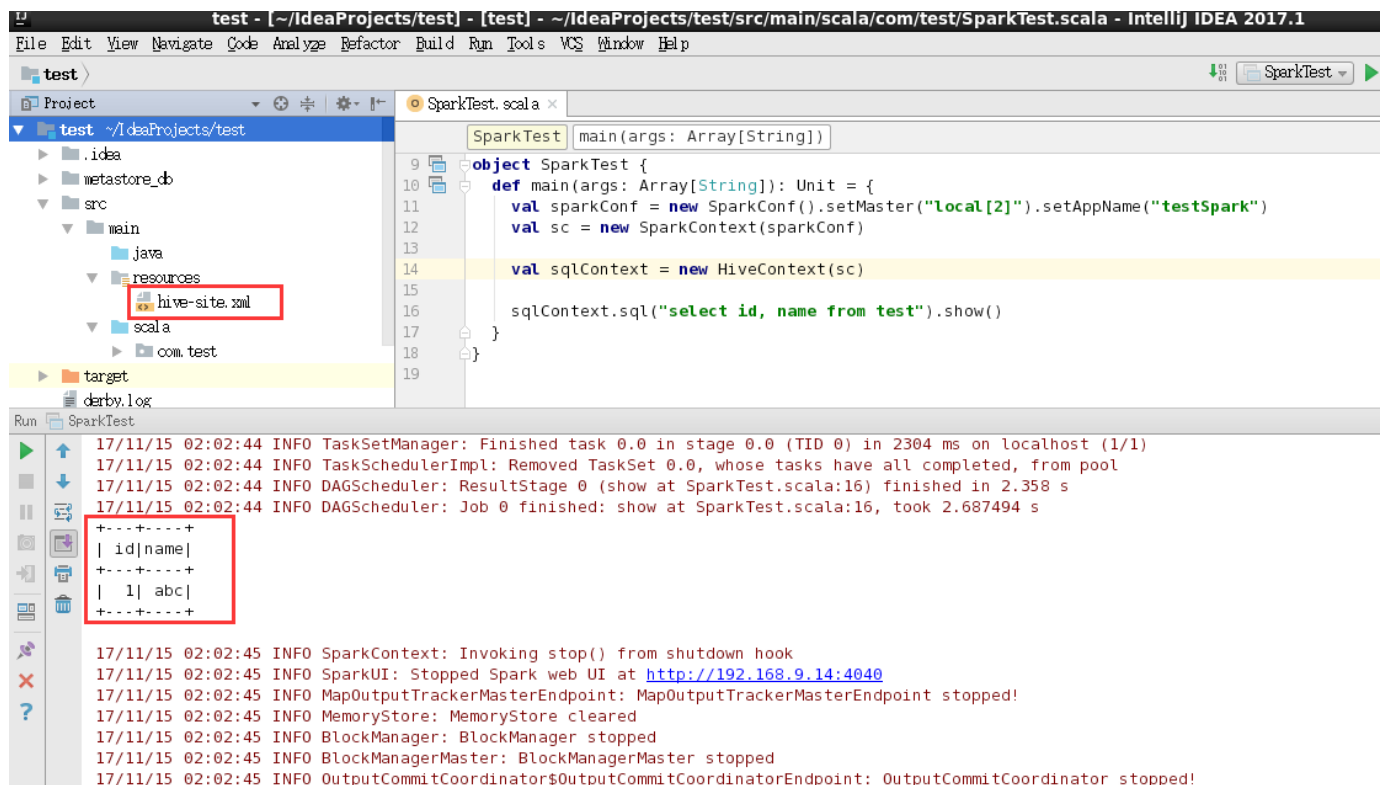 test - [~/IdeaProjects/test] - [test] - ~/IdeaProjects/test/src/main/scala/com/test/SparkTest.scala - IntelliJ IDEA 2017.1
File Edit View Navigate Code Analyze Refactor Build Run Tools VCS Window Help
test
SparkTest
Project
SparkTest.scala
test ~/IdeaProjects/test
.idea
metastore_db
src
main
java
resources
hive-site.xml
scala
com.test
target
derby.log
SparkTest main(args: Array[String])
9 object SparkTest {
10 def main(args: Array[String]): Unit = {
11 val sparkConf = new SparkConf().setMaster("local[2]").setAppName("testSpark")
12 val sc = new SparkContext(sparkConf)
13
14 val sqlContext = new HiveContext(sc)
15
16 sqlContext.sql("select id, name from test").show()
17 }
18 }
19
Run SparkTest
17/11/15 02:02:44 INFO TaskSetManager: Finished task 0.0 in stage 0.0 (TID 0) in 2304 ms on localhost (1/1)
17/11/15 02:02:44 INFO TaskSchedulerImpl: Removed TaskSet 0.0, whose tasks have all completed, from pool
17/11/15 02:02:44 INFO DAGScheduler: ResultStage 0 (show at SparkTest.scala:16) finished in 2.358 s
17/11/15 02:02:44 INFO DAGScheduler: Job 0 finished: show at SparkTest.scala:16, took 2.687494 s
+---+----+
| id|name|
+---+----+
|  1| abc|
+---+----+
17/11/15 02:02:45 INFO SparkContext: Invoking stop() from shutdown hook
17/11/15 02:02:45 INFO SparkUI: Stopped Spark web UI at http://192.168.9.14:4040
17/11/15 02:02:45 INFO MapOutputTrackerMasterEndpoint: MapOutputTrackerMasterEndpoint stopped!
17/11/15 02:02:45 INFO MemoryStore: MemoryStore cleared
17/11/15 02:02:45 INFO BlockManager: BlockManager stopped
17/11/15 02:02:45 INFO BlockManagerMaster: BlockManagerMaster stopped
17/11/15 02:02:45 INFO OutputCommitCoordinator$OutputCommitCoordinatorEndpoint: OutputCommitCoordinator stopped!